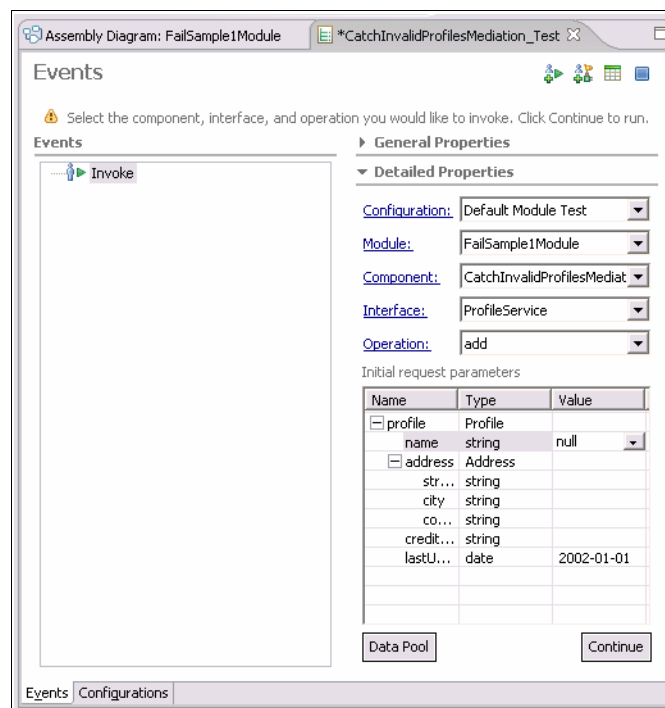 Assembly Diagram: FailSample1Module
*CatchInvalidProfilesMediation_Test
Events
Select the component, interface, and operation you would like to invoke. Click Continue to run.
Events
Invoke
General Properties
Detailed Properties
Configuration: Default Module Test
Module: FailSample1Module
Component: CatchInvalidProfilesMediat
Interface: ProfileService
Operation: add
Initial request parameters
Name Type Value
profile Profile
name string null
address Address
str... string
city string
co... string
credit... string
lastU... date 2002-01-01
Data Pool Continue
Events Configurations